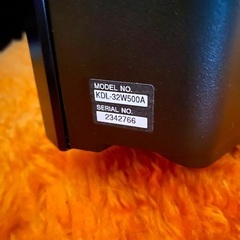 MODEL NO.
KDL-32W500A
SERIAL NO.
2342766